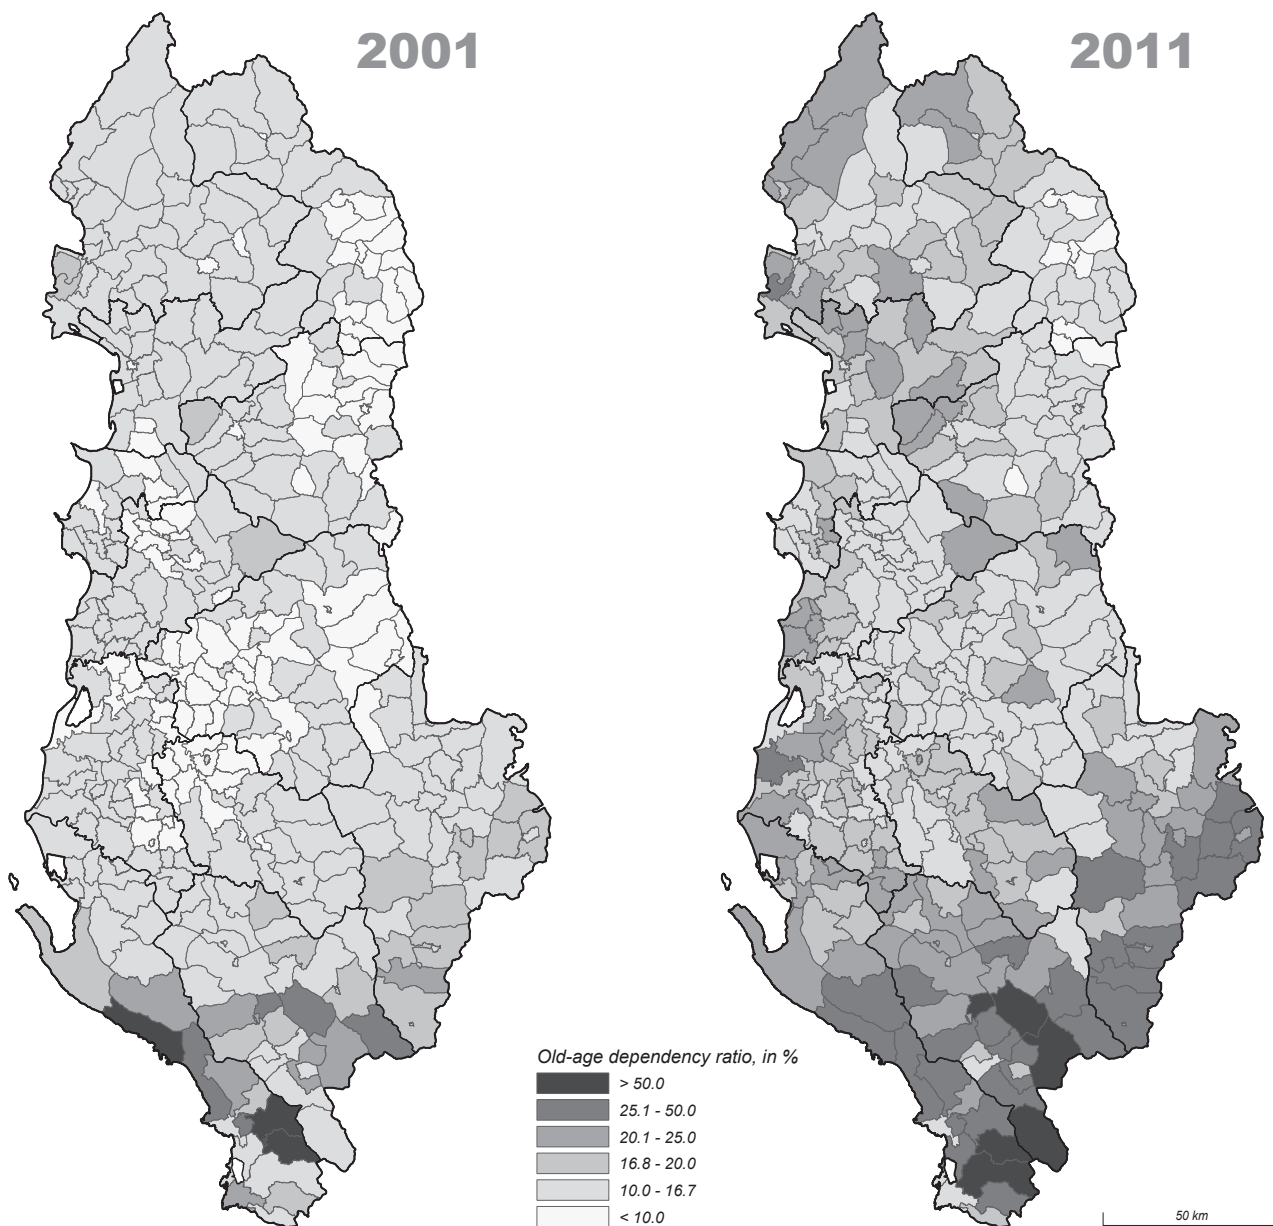 2001
2011
Old-age dependency ratio, in %
> 50.0
25.1 - 50.0
20.1 - 25.0
16.8 - 20.0
10.0 - 16.7
< 10.0
50 km